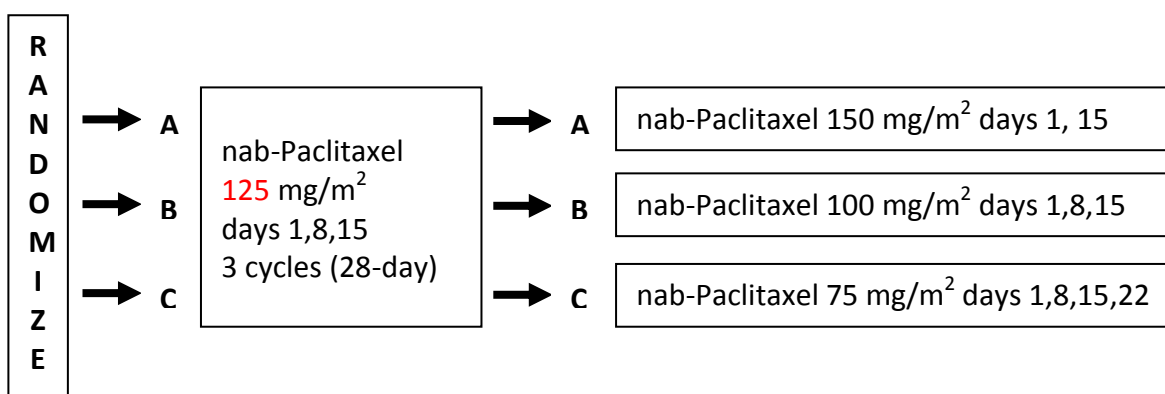 R
A
N
D
O
M
I
Z
E
A
B
C
nab-Paclitaxel
125 mg/m²
days 1,8,15
3 cycles (28-day)
A
nab-Paclitaxel 150 mg/m² days 1, 15
B
nab-Paclitaxel 100 mg/m² days 1,8,15
C
nab-Paclitaxel 75 mg/m² days 1,8,15,22